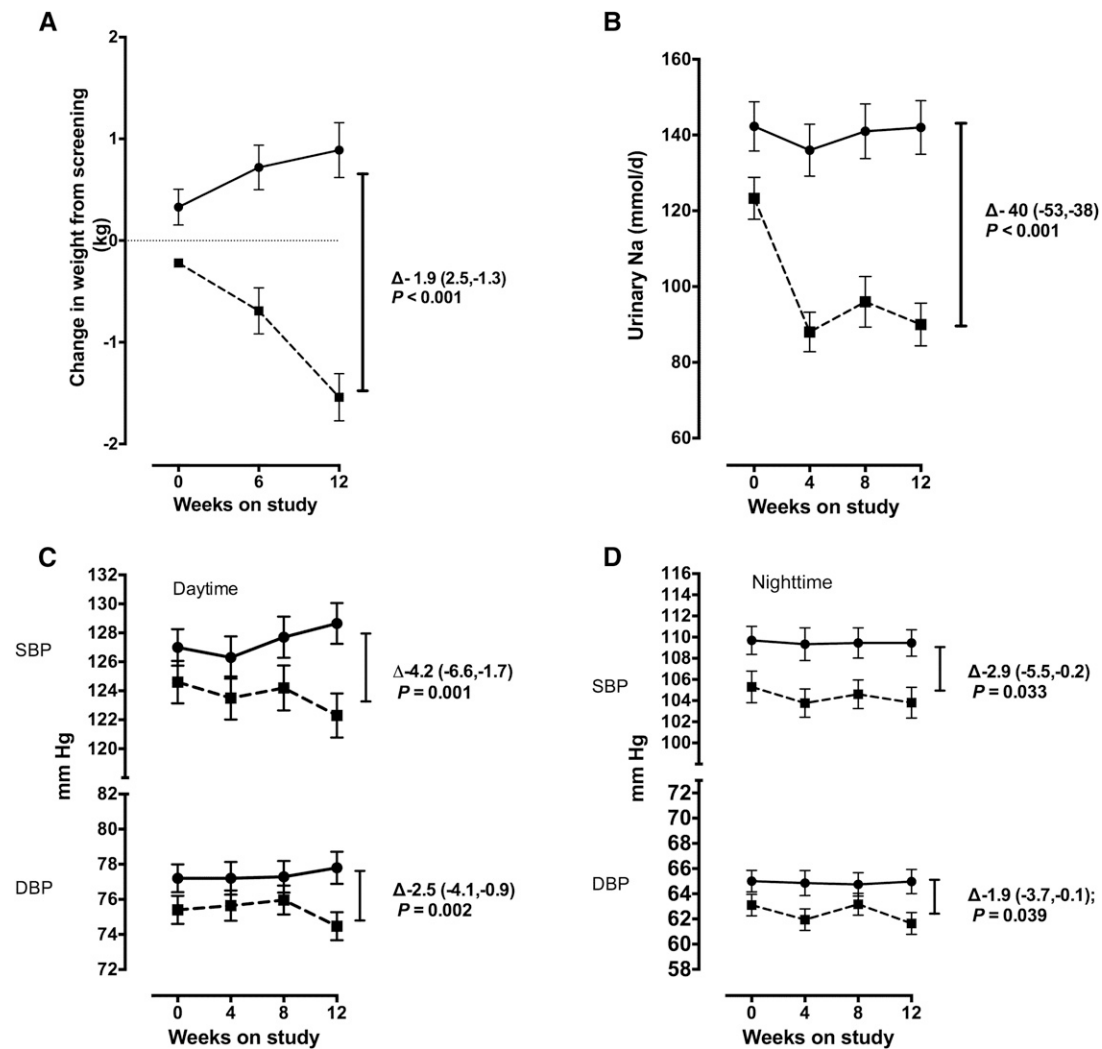 A
2
1
0
-1
-2
Change in weight from screening
(kg)
Δ- 1.9 (2.5,-1.3)
P < 0.001
0 6 12
Weeks on study
B
160
140
120
100
80
60
Urinary Na (mmol/d)
Δ- 40 (-53,-38)
P < 0.001
0 4 8 12
Weeks on study
C
Daytime
132
130
128
126
124
122
120
SBP
Δ-4.2 (-6.6,-1.7)
P = 0.001
mm Hg
82
80
78
76
74
72
DBP
Δ-2.5 (-4.1,-0.9)
P = 0.002
0 4 8 12
Weeks on study
D
Nighttime
116
114
112
110
108
106
104
102
100
SBP
Δ-2.9 (-5.5,-0.2)
P = 0.033
mm Hg
72
70
68
66
64
62
60
58
DBP
Δ-1.9 (-3.7,-0.1);
P = 0.039
0 4 8 12
Weeks on study